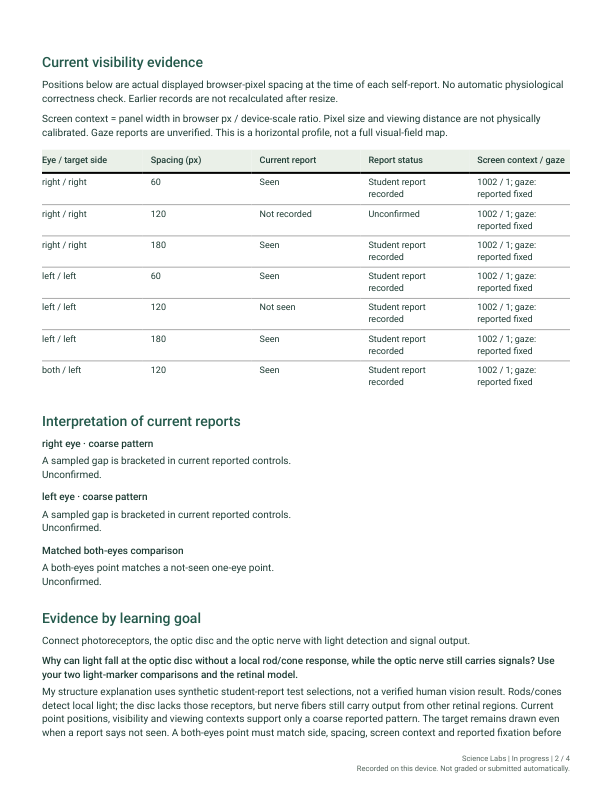 Current visibility evidence
Positions below are actual displayed browser-pixel spacing at the time of each self-report. No automatic physiological
correctness check. Earlier records are not recalculated after resize.
Screen context = panel width in browser px / device-scale ratio. Pixel size and viewing distance are not physically
calibrated. Gaze reports are unverified. This is a horizontal profile, not a full visual-field map.
Eye / target side Spacing (px) Current report Report status Screen context / gaze
right / right 60 Seen Student report 1002 / 1; gaze:
recorded reported fixed
right / right 120 Not recorded Unconfirmed 1002 / 1; gaze:
reported fixed
right / right 180 Seen Student report 1002 / 1; gaze:
recorded reported fixed
left / left 60 Seen Student report 1002 / 1; gaze:
recorded reported fixed
left / left 120 Not seen Student report 1002 / 1; gaze:
recorded reported fixed
left / left 180 Seen Student report 1002 / 1; gaze:
recorded reported fixed
both / left 120 Seen Student report 1002 / 1; gaze:
recorded reported fixed
Interpretation of current reports
right eye · coarse pattern
A sampled gap is bracketed in current reported controls.
Unconfirmed.
left eye · coarse pattern
A sampled gap is bracketed in current reported controls.
Unconfirmed.
Matched both-eyes comparison
A both-eyes point matches a not-seen one-eye point.
Unconfirmed.
Evidence by learning goal
Connect photoreceptors, the optic disc and the optic nerve with light detection and signal output.
Why can light fall at the optic disc without a local rod/cone response, while the optic nerve still carries signals? Use
your two light-marker comparisons and the retinal model.
My structure explanation uses synthetic student-report test selections, not a verified human vision result. Rods/cones
detect local light; the disc lacks those receptors, but nerve fibers still carry output from other retinal regions. Current
point positions, visibility and viewing contexts support only a coarse reported pattern. The target remains drawn even
when a report says not seen. A both-eyes point must match side, spacing, screen context and reported fixation before
Science Labs | In progress | 2 / 4
Recorded on this device. Not graded or submitted automatically.